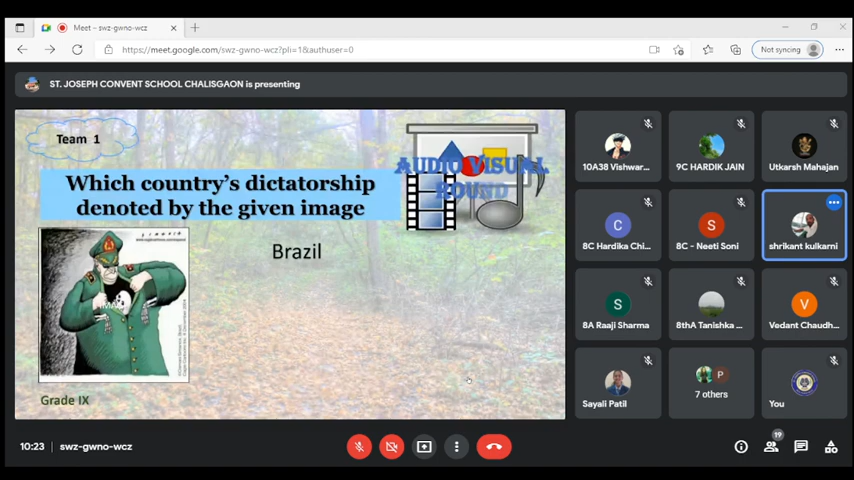 Meet – swz-gwno-wcz
https://meet.google.com/swz-gwno-wcz?pli=1&authuser=0
Not syncing
ST. JOSEPH CONVENT SCHOOL CHALISGAON is presenting
Team 1
AUDIO VISUAL
ROUND
Which country's dictatorship
denoted by the given image
Brazil
Grade IX
10A38 Vishwar...
9C HARDIK JAIN
Utkarsh Mahajan
C
8C Hardika Chi...
S
8C - Neeti Soni
shrikant kulkarni
S
8A Raaji Sharma
8thA Tanishka ...
V
Vedant Chaudh...
Sayali Patil
P
7 others
You
10:23 | swz-gwno-wcz
19